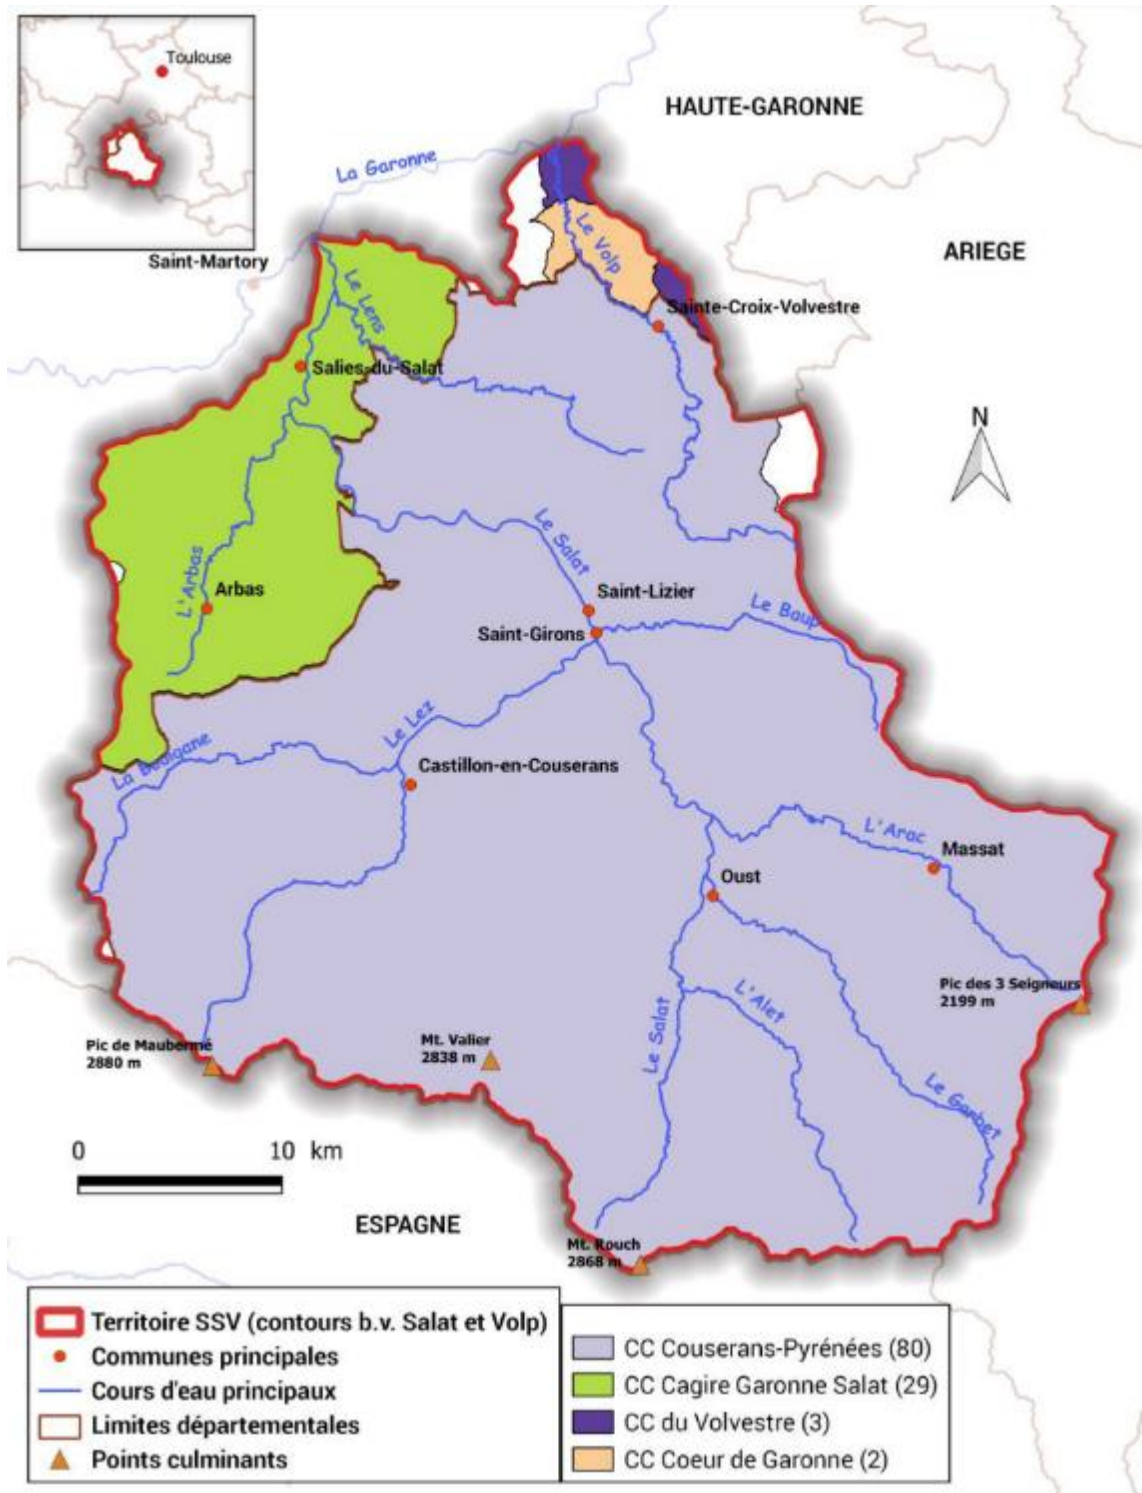 Toulouse
HAUTE-GARONNE
La Garonne
Le Volp
ARIEGE
Saint-Martory
Le Lens
Sainte-Croix-Volvestre
Salies-du-Salat
N
Le Salat
L'Arbas
Arbas
Saint-Lizier
Le Baup
Saint-Girons
Le Lez
La Bouigane
Castillon-en-Couserans
L'Arac
Massat
Oust
Pic des 3 Seigneurs
2199 m
L'Alet
Le Salat
Pic de Maubermé
2880 m
Mt. Valier
2838 m
Le Garbet
0 10 km
ESPAGNE
Mt. Rouch
2868 m
Territoire SSV (contours b.v. Salat et Volp)
Communes principales
Cours d'eau principaux
Limites départementales
Points culminants
CC Couserans-Pyrénées (80)
CC Cagire Garonne Salat (29)
CC du Volvestre (3)
CC Coeur de Garonne (2)